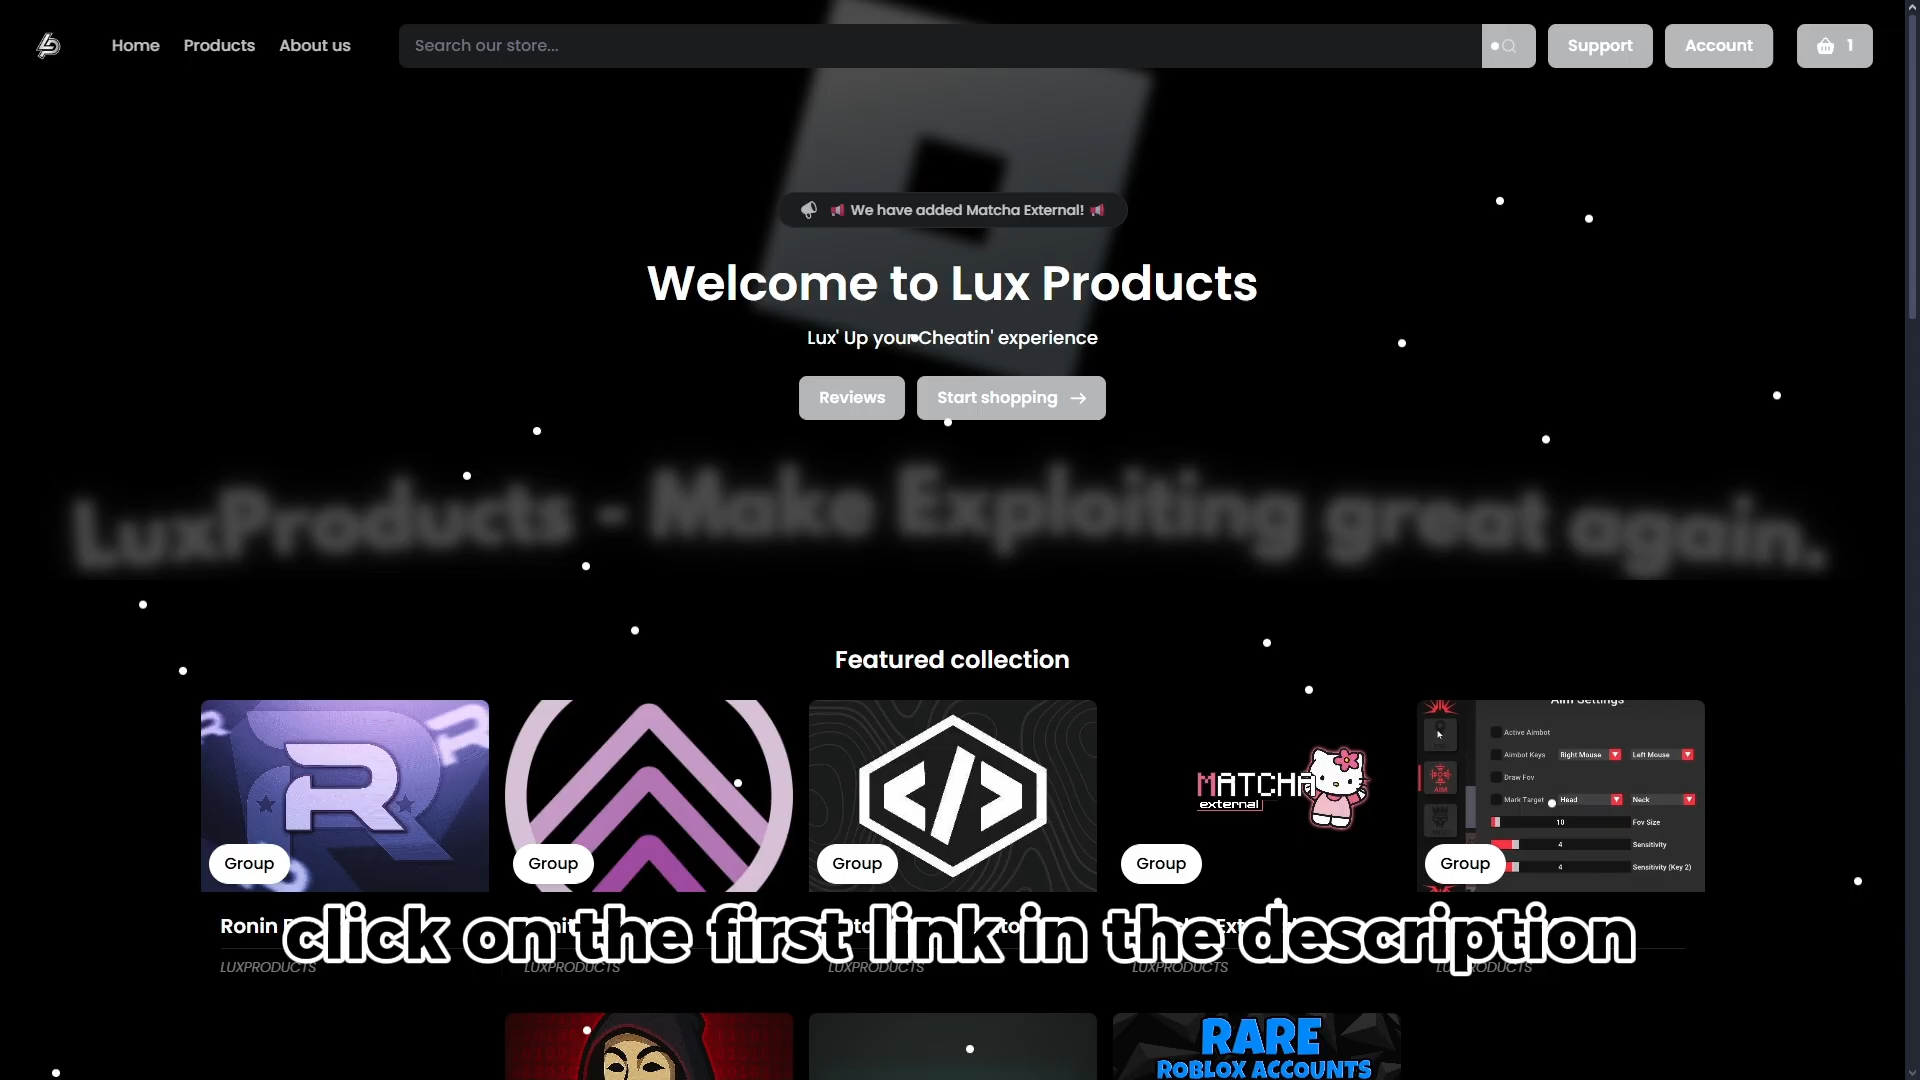 Home Products About us Search our store... Support Account 1
We have added Matcha External!
Welcome to Lux Products
Lux' Up your Cheatin' experience
Reviews Start shopping
LuxProducts - Make Exploiting great again.
Featured collection
MATCHA
external
Aim Settings
Active Aimbot
Aimbot Keys Right Mouse Left Mouse
Draw Fov
AIM
Mark Target Head Neck
10 Fov Size
4 Sensitivity
4 Sensitivity (Key 2)
Group Group Group Group Group
Ronin
click on the first link in the description
LUXPRODUCTS LUXPRODUCTS LUXPRODUCTS LUXPRODUCTS LUXPRODUCTS
RARE
ROBLOX ACCOUNTS